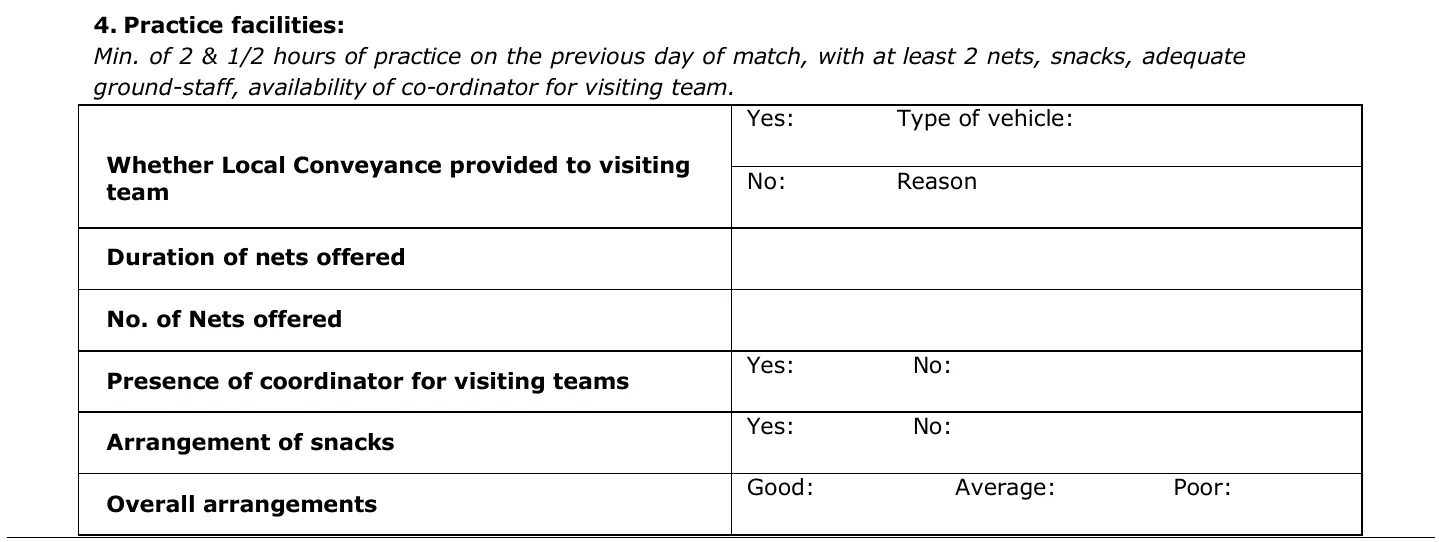 4. Practice facilities:
Min. of 2 & 1/2 hours of practice on the previous day of match, with at least 2 nets, snacks, adequate
ground-staff, availability of co-ordinator for visiting team.
Whether Local Conveyance provided to visiting
team
Yes: Type of vehicle:
No: Reason
Duration of nets offered
No. of Nets offered
Presence of coordinator for visiting teams
Yes: No:
Arrangement of snacks
Yes: No:
Overall arrangements
Good: Average: Poor: